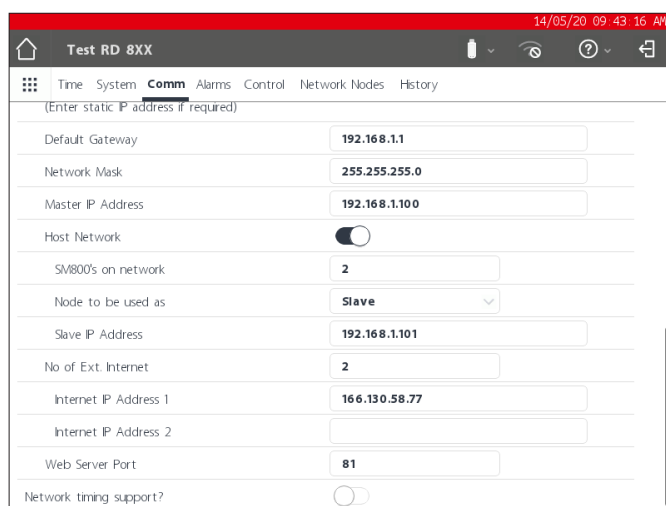 14/05/20 09:43:16 AM
Test RD 8XX
Time System Comm Alarms Control Network Nodes History
(Enter static IP address if required)
Default Gateway 192.168.1.1
Network Mask 255.255.255.0
Master IP Address 192.168.1.100
Host Network
SM800's on network 2
Node to be used as Slave
Slave IP Address 192.168.1.101
No of Ext. Internet 2
Internet IP Address 1 166.130.58.77
Internet IP Address 2
Web Server Port 81
Network timing support?